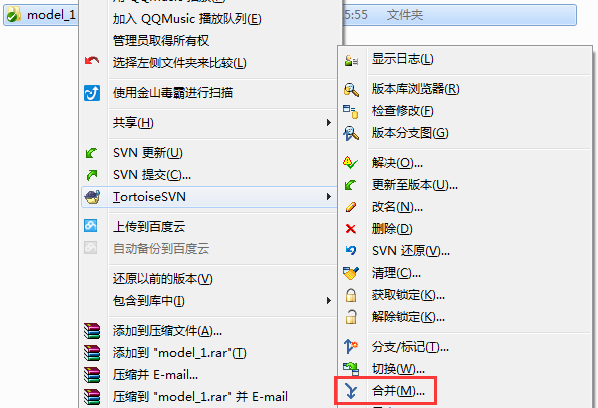 model_1
5:55 文件夹
加入 QQMusic 播放队列(E)
管理员取得所有权
选择左侧文件夹来比较(L)
使用金山毒霸进行扫描
共享(H)
SVN 更新(U)
SVN 提交(C)...
TortoiseSVN
上传到百度云
自动备份到百度云
还原以前的版本(V)
包含到库中(I)
添加到压缩文件(A)...
添加到 "model_1.rar"(T)
压缩并 E-mail...
压缩到 "model_1.rar" 并 E-mail
显示日志(L)
版本库浏览器(R)
检查修改(F)
版本分支图(G)
解决(O)...
更新至版本(U)...
改名(N)...
删除(D)
SVN 还原(V)...
清理(C)...
获取锁定(K)...
解除锁定(K)...
分支/标记(T)...
切换(W)...
合并(M)...